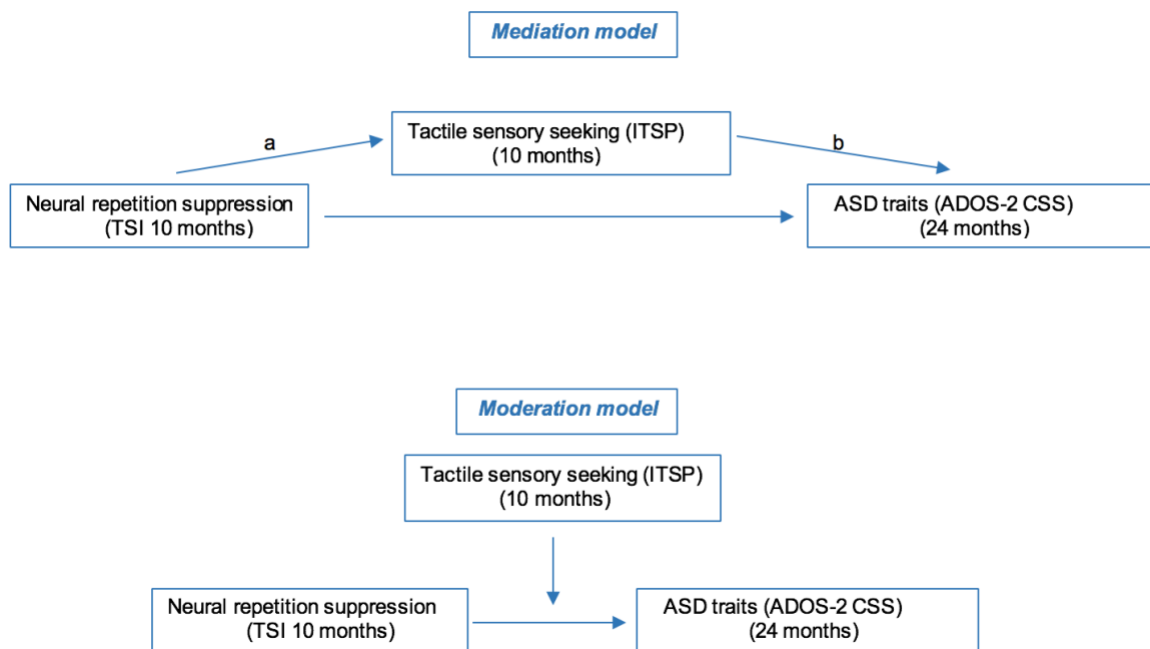 Mediation model
Tactile sensory seeking (ITSP)
(10 months)
a
b
Neural repetition suppression
(TSI 10 months)
ASD traits (ADOS-2 CSS)
(24 months)
Moderation model
Tactile sensory seeking (ITSP)
(10 months)
Neural repetition suppression
(TSI 10 months)
ASD traits (ADOS-2 CSS)
(24 months)